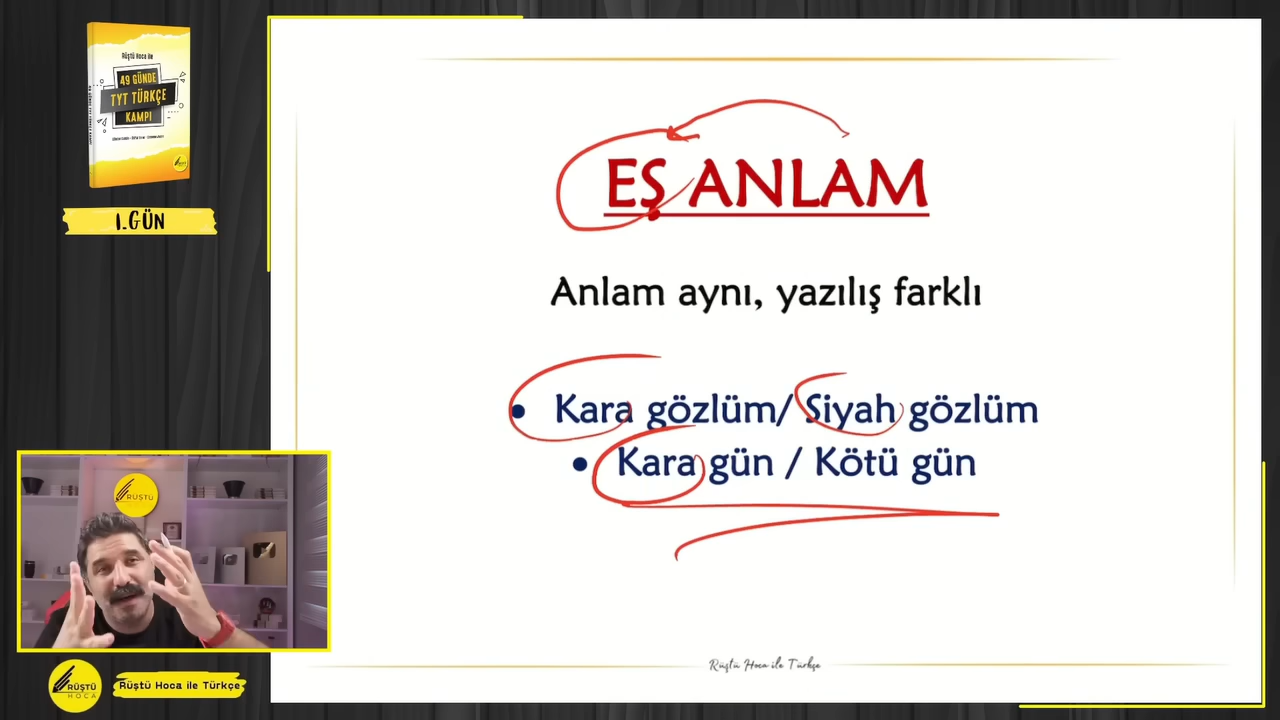 Rüştü Hoca ile
49 GÜNDE
TYT TÜRKÇE
KAMPI
1.GÜN
EŞ ANLAM
Anlam aynı, yazılış farklı
• Kara gözlüm/ Siyah gözlüm
• Kara gün / Kötü gün
RÜŞTÜ
RÜŞTÜ
HOCA
Rüştü Hoca ile Türkçe
Rüştü Hoca ile Türkçe